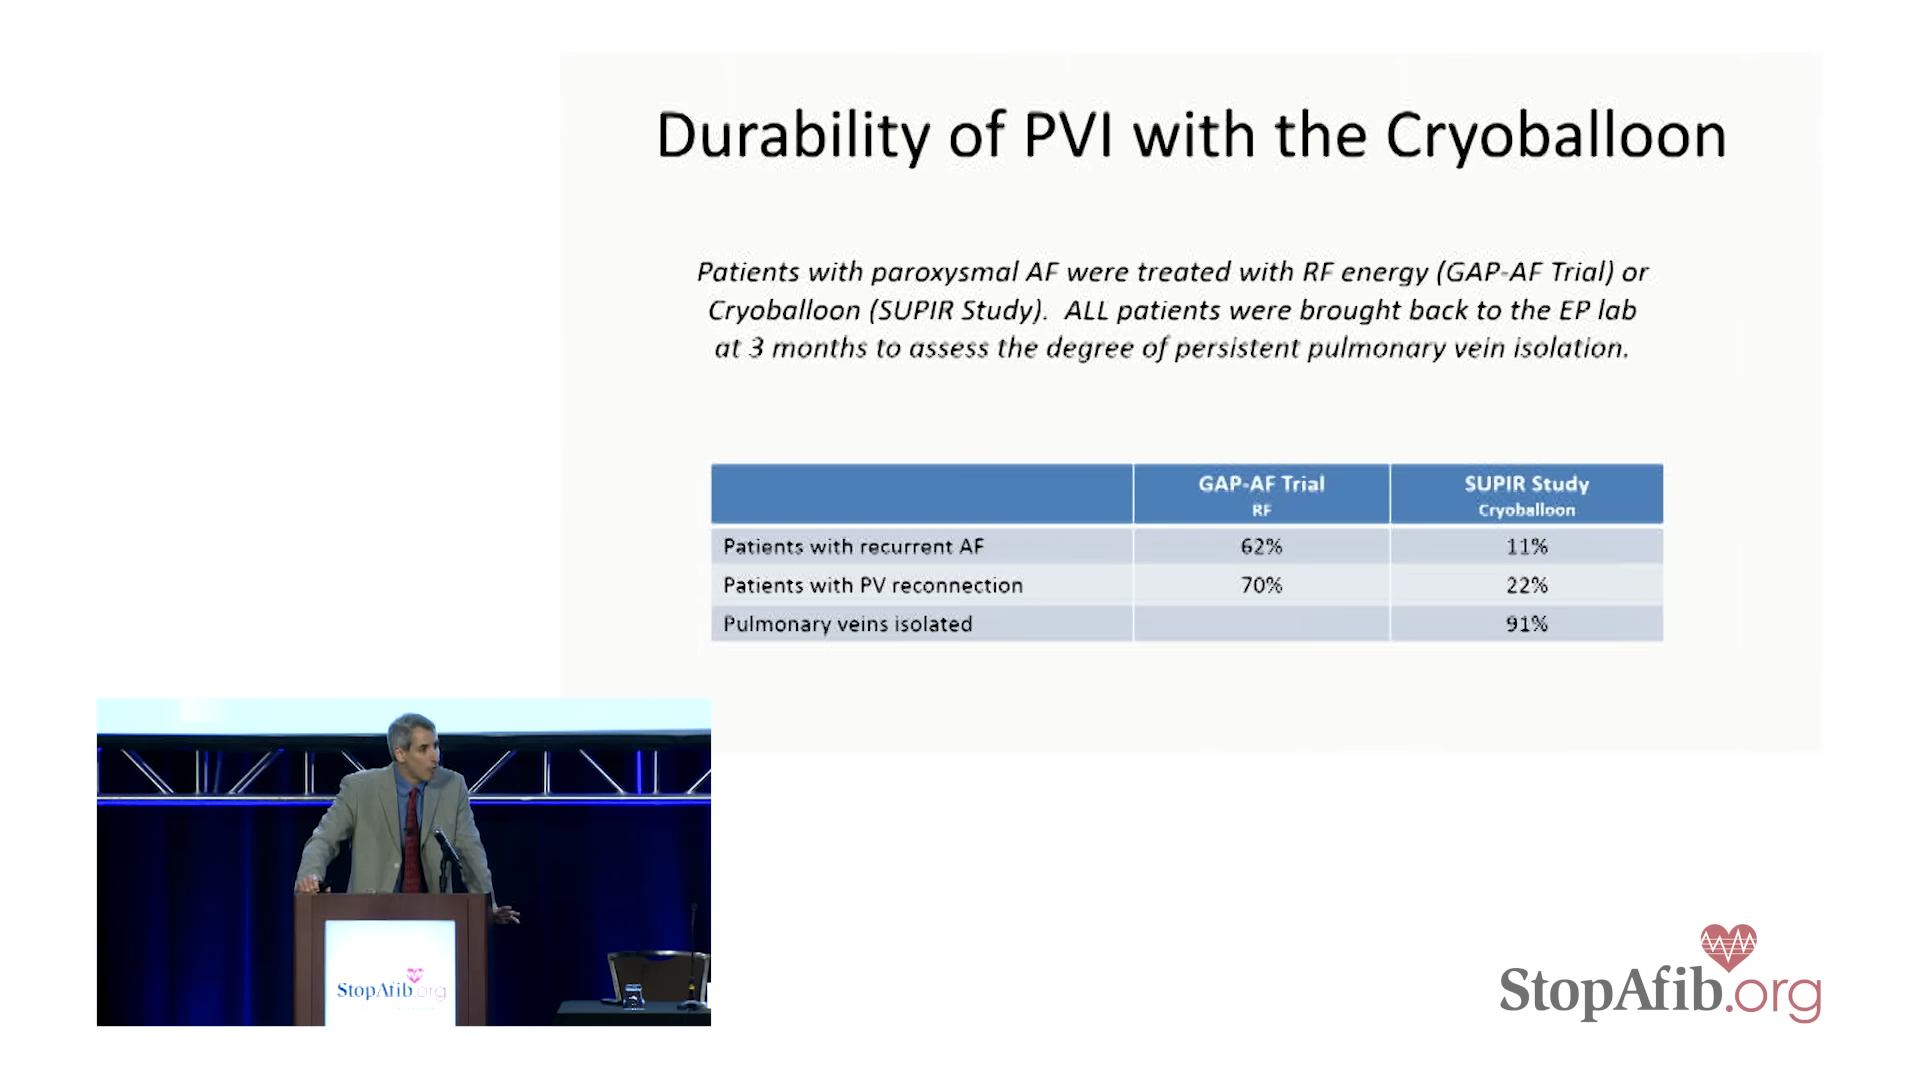 Durability of PVI with the Cryoballoon
Patients with paroxysmal AF were treated with RF energy (GAP-AF Trial) or
Cryoballoon (SUPIR Study).  ALL patients were brought back to the EP lab
at 3 months to assess the degree of persistent pulmonary vein isolation.
GAP-AF Trial SUPIR Study
RF Cryoballoon
Patients with recurrent AF 62% 11%
Patients with PV reconnection 70% 22%
Pulmonary veins isolated 91%
StopAfib.org
StopAfib.org